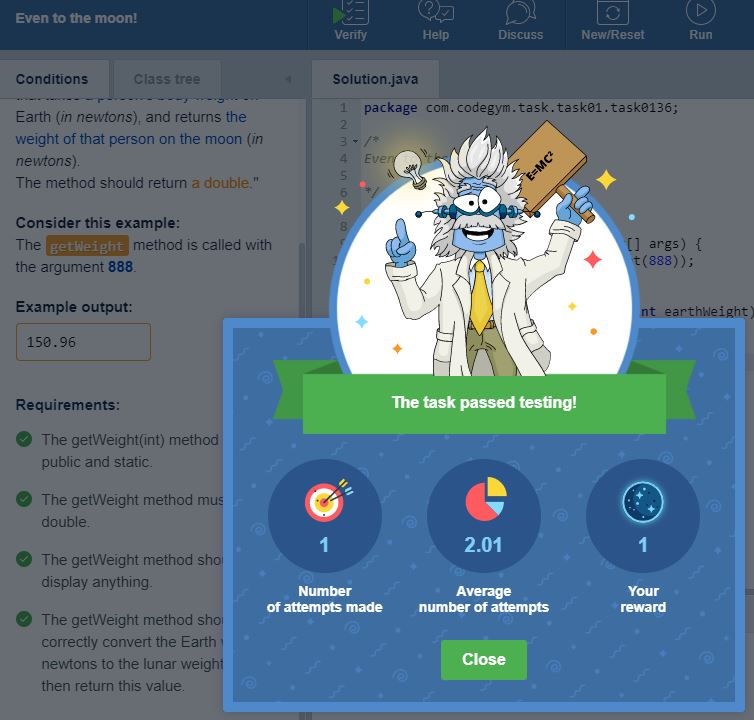 Even to the moon!
Verify
Help
Discuss
New/Reset
Run
Conditions
Class tree
Solution.java
Earth (in newtons), and returns the
weight of that person on the moon (in
newtons).
The method should return a double."
Consider this example:
The getWeight method is called with
the argument 888.
Example output:
150.96
Requirements:
The getWeight(int) method
public and static.
The getWeight method
double.
The getWeight method
display anything.
The getWeight method
correctly convert the Earth
newtons to the lunar weight
then return this value.
1 package com.codegym.task.task01.task0136;
2
3 /*
4
5
6 */
8
[] args) {
(888));
earthWeight)
E=MC²
The task passed testing!
1
Number
of attempts made
2.01
Average
number of attempts
1
Your
reward
Close